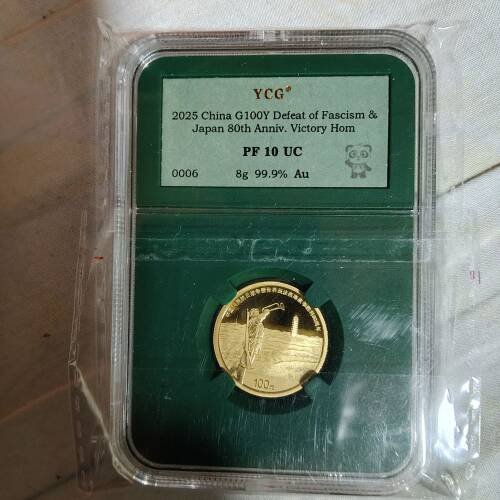 YCG®
2025 China G100Y Defeat of Fascism &
Japan 80th Anniv. Victory Hom
PF 10 UC
0006 8g 99.9% Au
100元